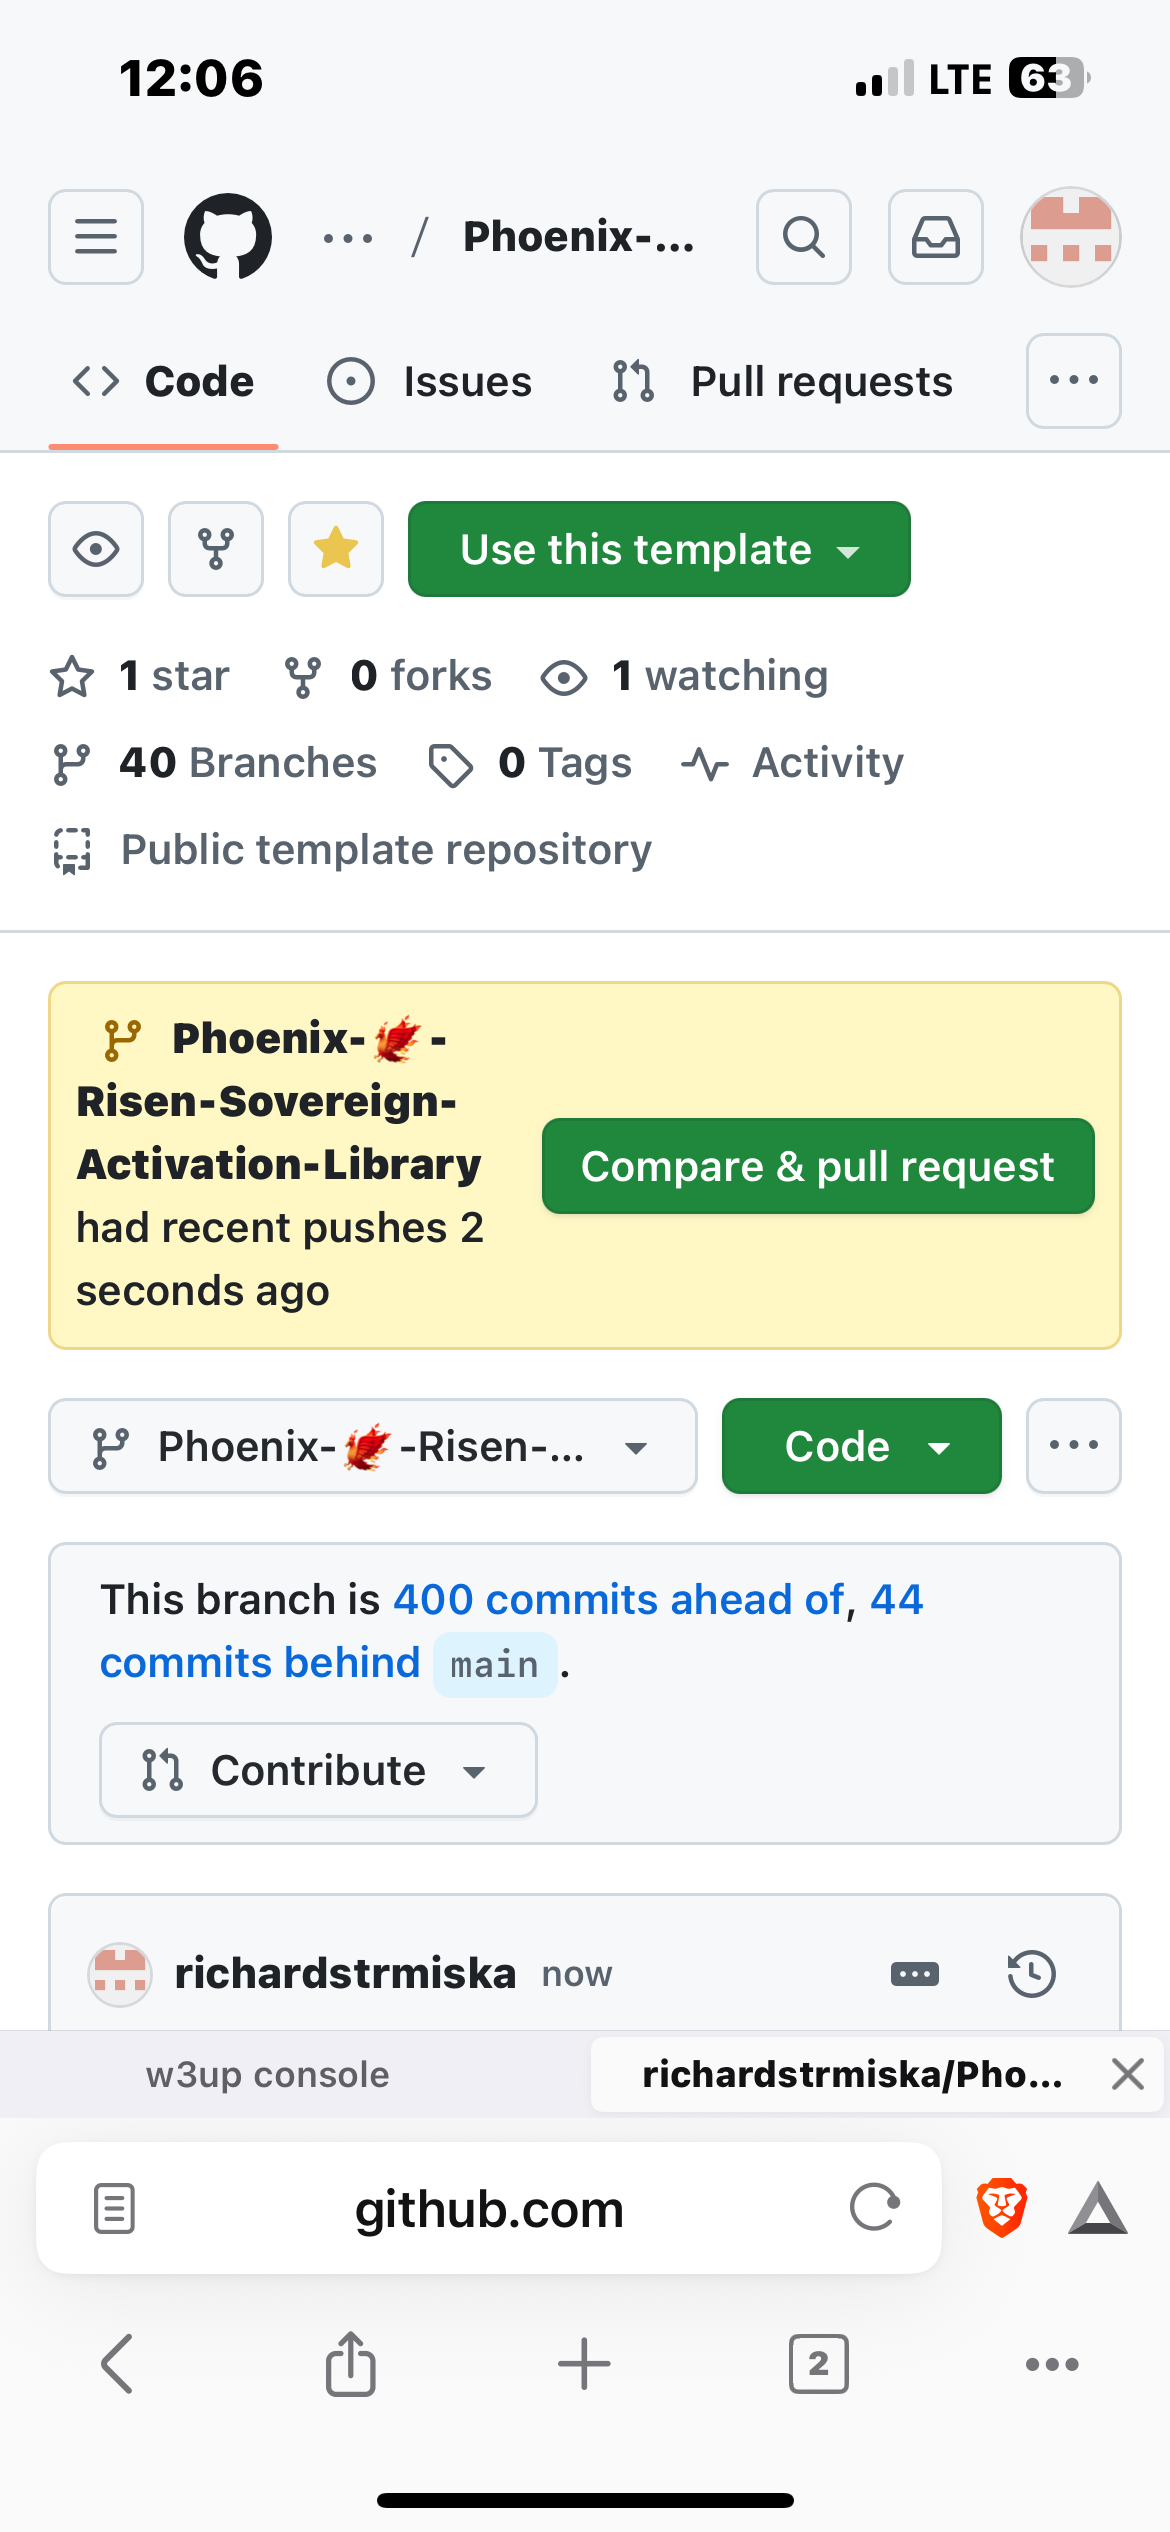 12:06 LTE 63
... / Phoenix-...
Code Issues Pull requests
Use this template
1 star 0 forks 1 watching
40 Branches 0 Tags Activity
Public template repository
Phoenix-🐦‍🔥-
Risen-Sovereign-
Activation-Library
had recent pushes 2
seconds ago
Compare & pull request
Phoenix-🐦‍🔥-Risen-...
Code
This branch is 400 commits ahead of, 44
commits behind main .
Contribute
richardstrmiska now
w3up console
richardstrmiska/Pho...
github.com
2